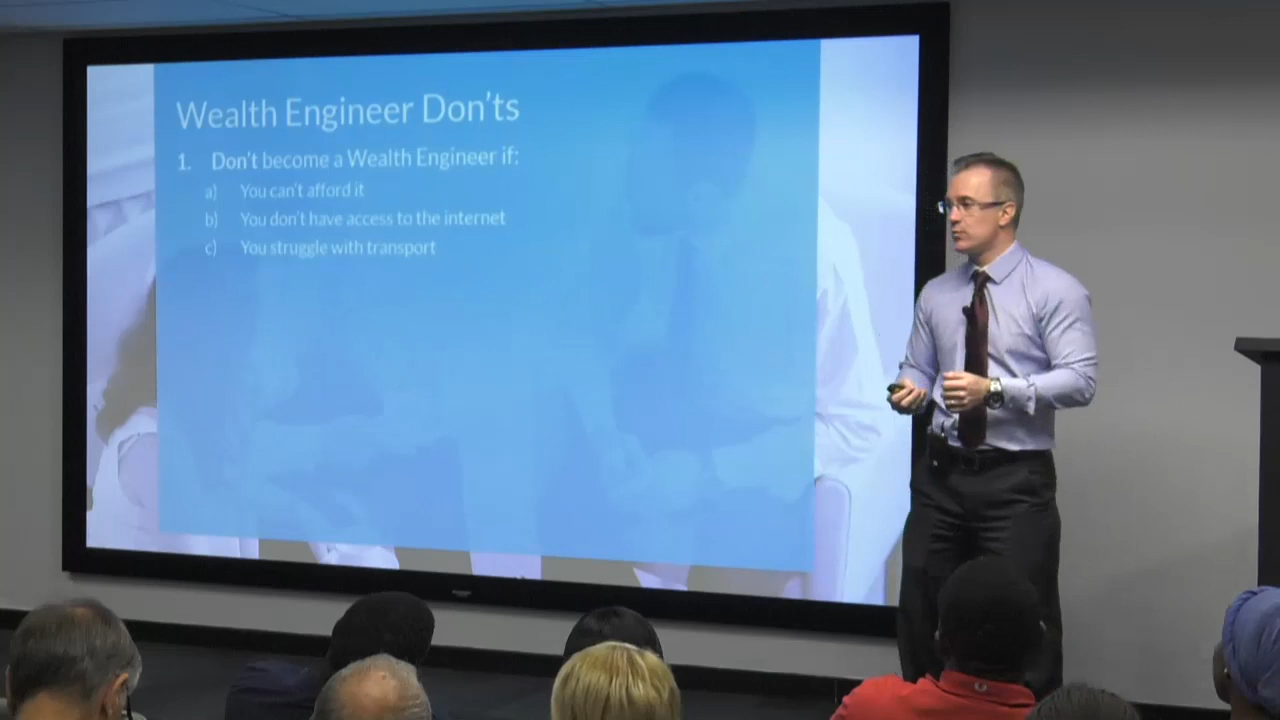 Wealth Engineer Don'ts
1. Don't become a Wealth Engineer if:
a) You can't afford it
b) You don't have access to the internet
c) You struggle with transport